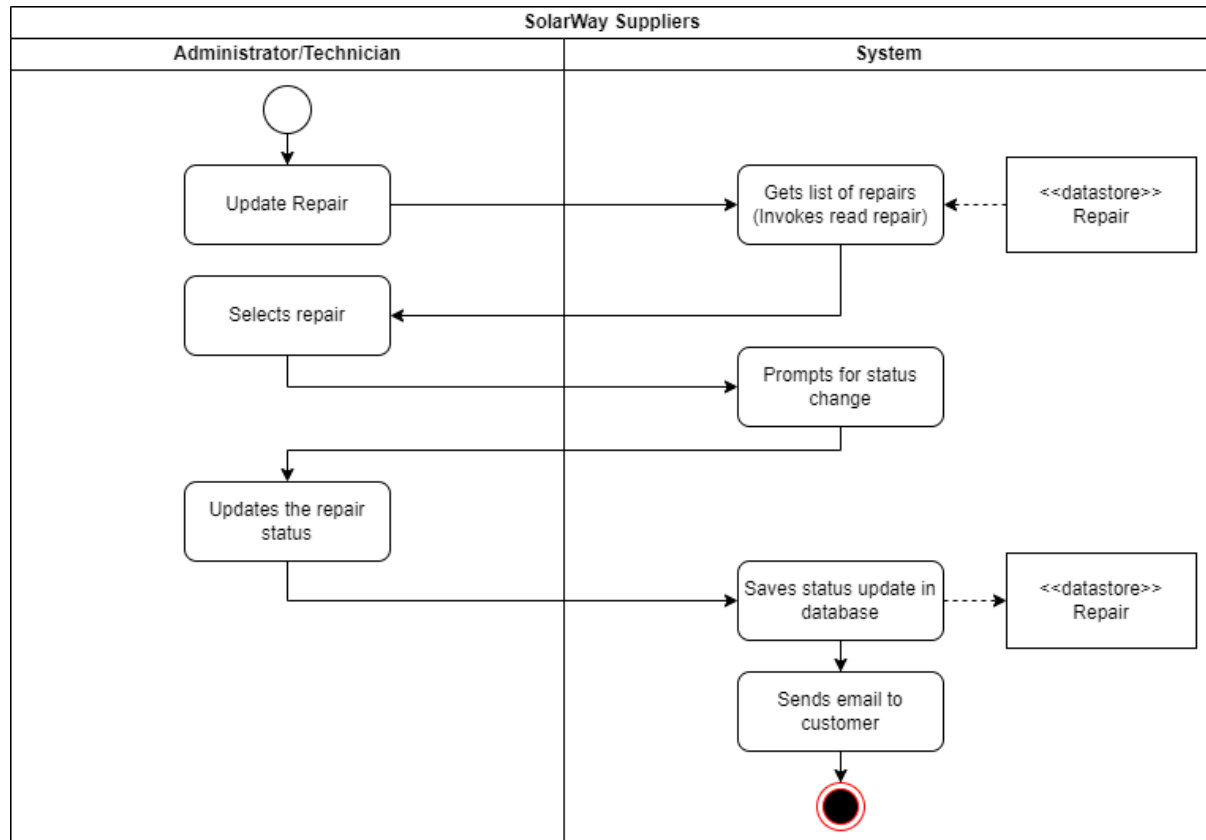 SolarWay Suppliers
Administrator/Technician
System
Update Repair
Gets list of repairs
(Invokes read repair)
<<datastore>>
Repair
Selects repair
Prompts for status
change
Updates the repair
status
Saves status update in
database
<<datastore>>
Repair
Sends email to
customer